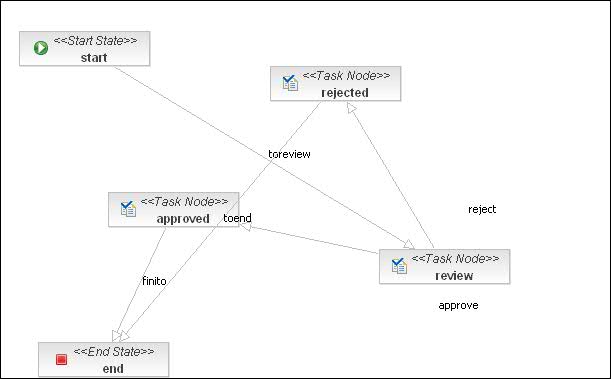 <<Start State>>
start
<<Task Node>>
rejected
toreview
<<Task Node>>
approved
toend
reject
<<Task Node>>
review
finito
approve
<<End State>>
end